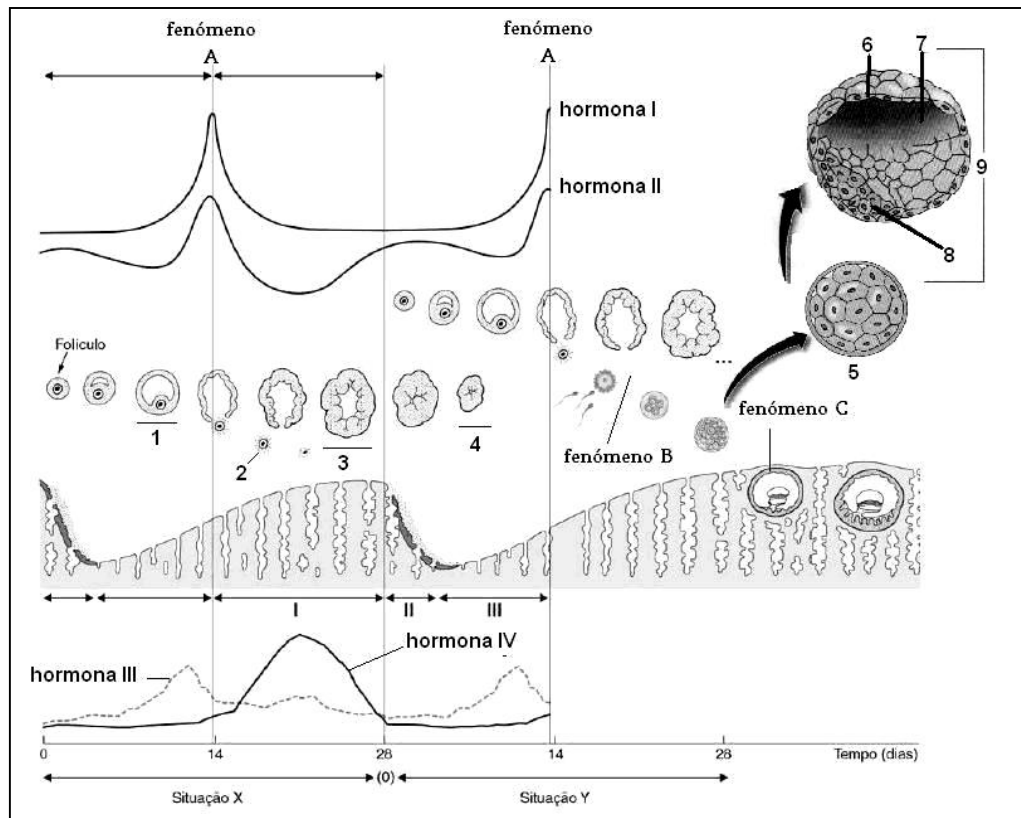 fenómeno
A
fenómeno
A
6
7
hormona I
hormona II
9
8
Folículo
...
5
fenómeno C
1
2
3
4
fenómeno B
I
II
III
hormona III
hormona IV
0
14
28
14
28
Tempo (dias)
(0)
Situação X
Situação Y